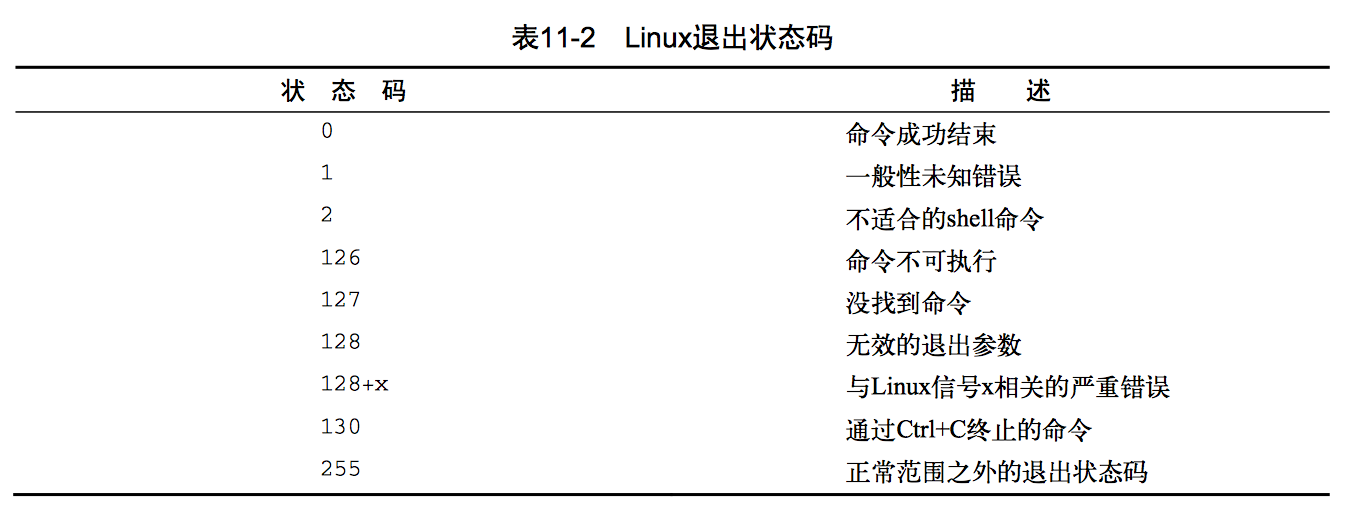 表11-2 Linux退出状态码
状 态 码 描 述
0 命令成功结束
1 一般性未知错误
2 不适合的shell命令
126 命令不可执行
127 没找到命令
128 无效的退出参数
128+x 与Linux信号x相关的严重错误
130 通过Ctrl+C终止的命令
255 正常范围之外的退出状态码